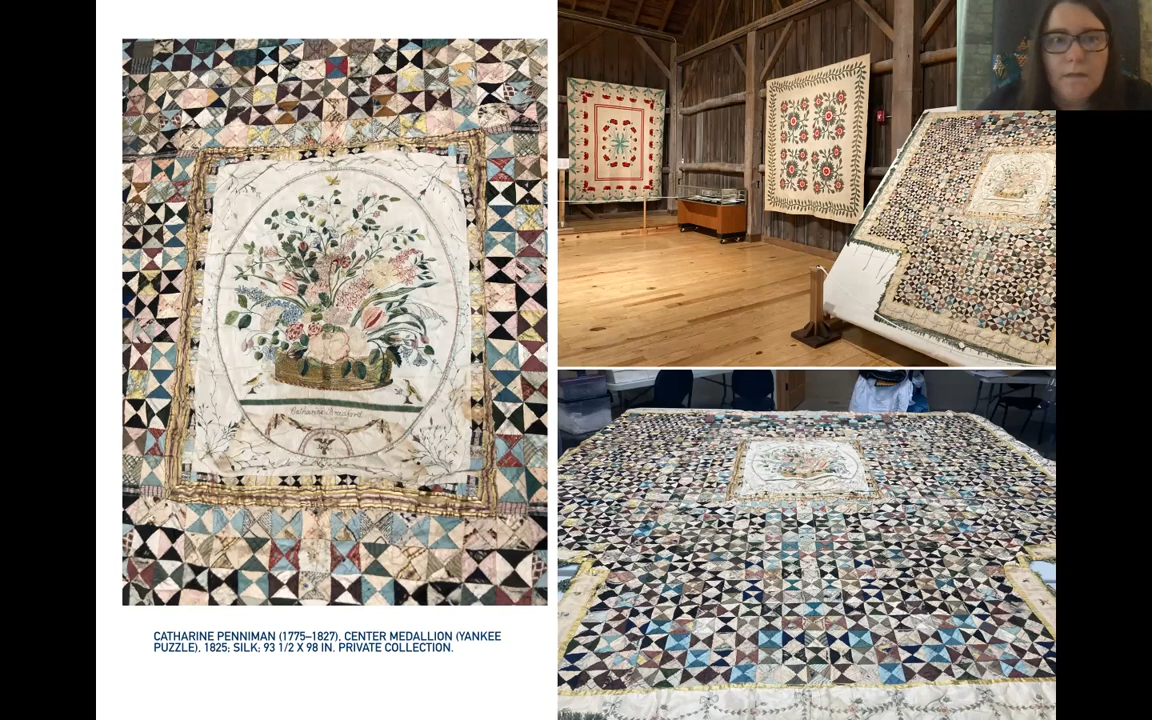 CATHARINE PENNIMAN (1775–1827), CENTER MEDALLION (YANKEE
PUZZLE), 1825; SILK; 93 1/2 X 98 IN. PRIVATE COLLECTION.